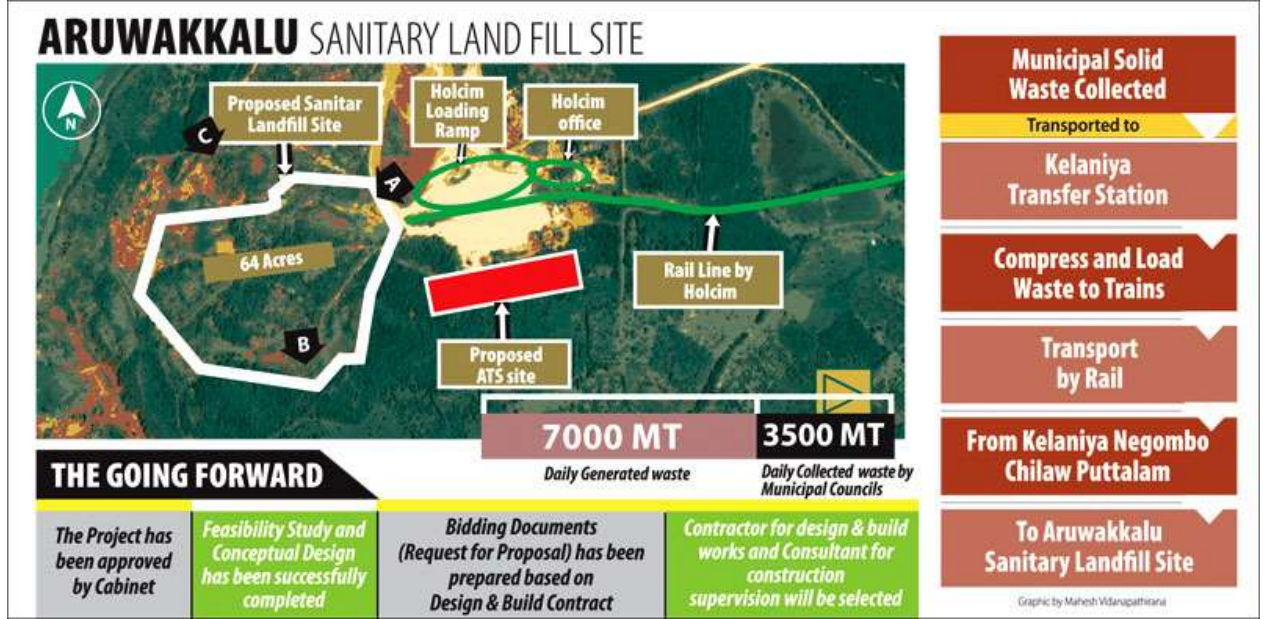 ARUWAKKALU SANITARY LAND FILL SITE
N
C
Proposed Sanitar
Landfill Site
Holcim
Loading
Ramp
Holcim
office
A
64 Acres
B
Rail Line by
Holcim
Proposed
ATS site
7000 MT
3500 MT
Daily Generated waste
Daily Collected waste by
Municipal Councils
THE GOING FORWARD
The Project has
been approved
by Cabinet
Feasibility Study and
Conceptual Design
has been successfully
completed
Bidding Documents
(Request for Proposal) has been
prepared based on
Design & Build Contract
Contractor for design & build
works and Consultant for
construction
supervision will be selected
Municipal Solid
Waste Collected
Transported to
Kelaniya
Transfer Station
Compress and Load
Waste to Trains
Transport
by Rail
From Kelaniya Negombo
Chilaw Puttalam
To Aruwakkalu
Sanitary Landfill Site
Graphic by Mahesh Vidanapathirana